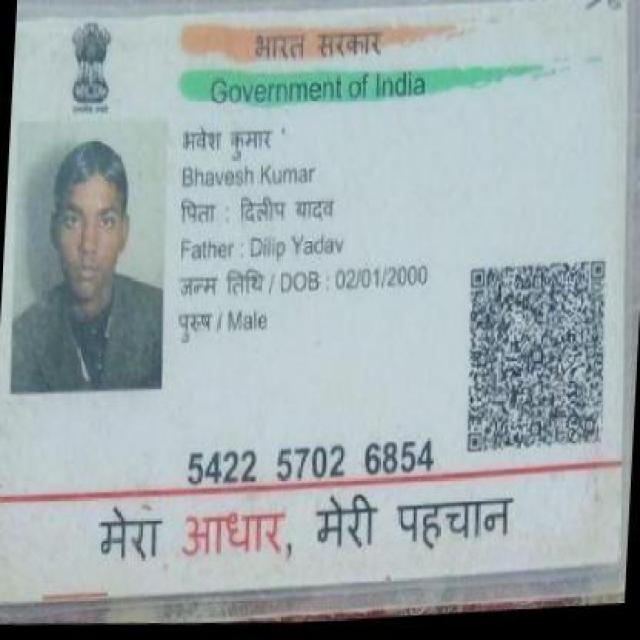 भारत सरकार
Government of India
भवेश कुमार
Bhavesh Kumar
पिता : दिलीप यादव
Father : Dilip Yadav
जन्म तिथि / DOB : 02/01/2000
पुरुष / Male
5422 5702 6854
मेरा आधार, मेरी पहचान